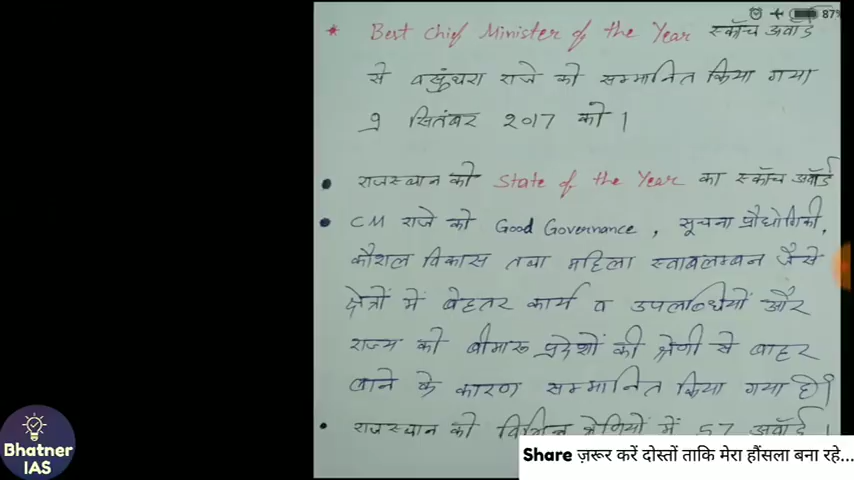 87%
* Best Chief Minister of the Year स्कॉच अवॉर्ड
से वसुंधरा राजे को सम्मानित किया गया
9 सितंबर 2017 को।
• राजस्थान को State of the Year का स्कॉच अवॉर्ड
• CM राजे को Good Governance, सूचना प्रौद्योगिकी,
कौशल विकास तथा महिला स्वावलम्बन जैसे
क्षेत्रों में बेहतर कार्य व उपलब्धियों और
राज्य को बीमारू प्रदेशों की श्रेणी से बाहर
लाने के कारण सम्मानित किया गया है।
• राजस्थान को विभिन्न श्रेणियों में 57 अवॉर्ड।
Bhatner
IAS
Share ज़रूर करें दोस्तों ताकि मेरा हौंसला बना रहे...